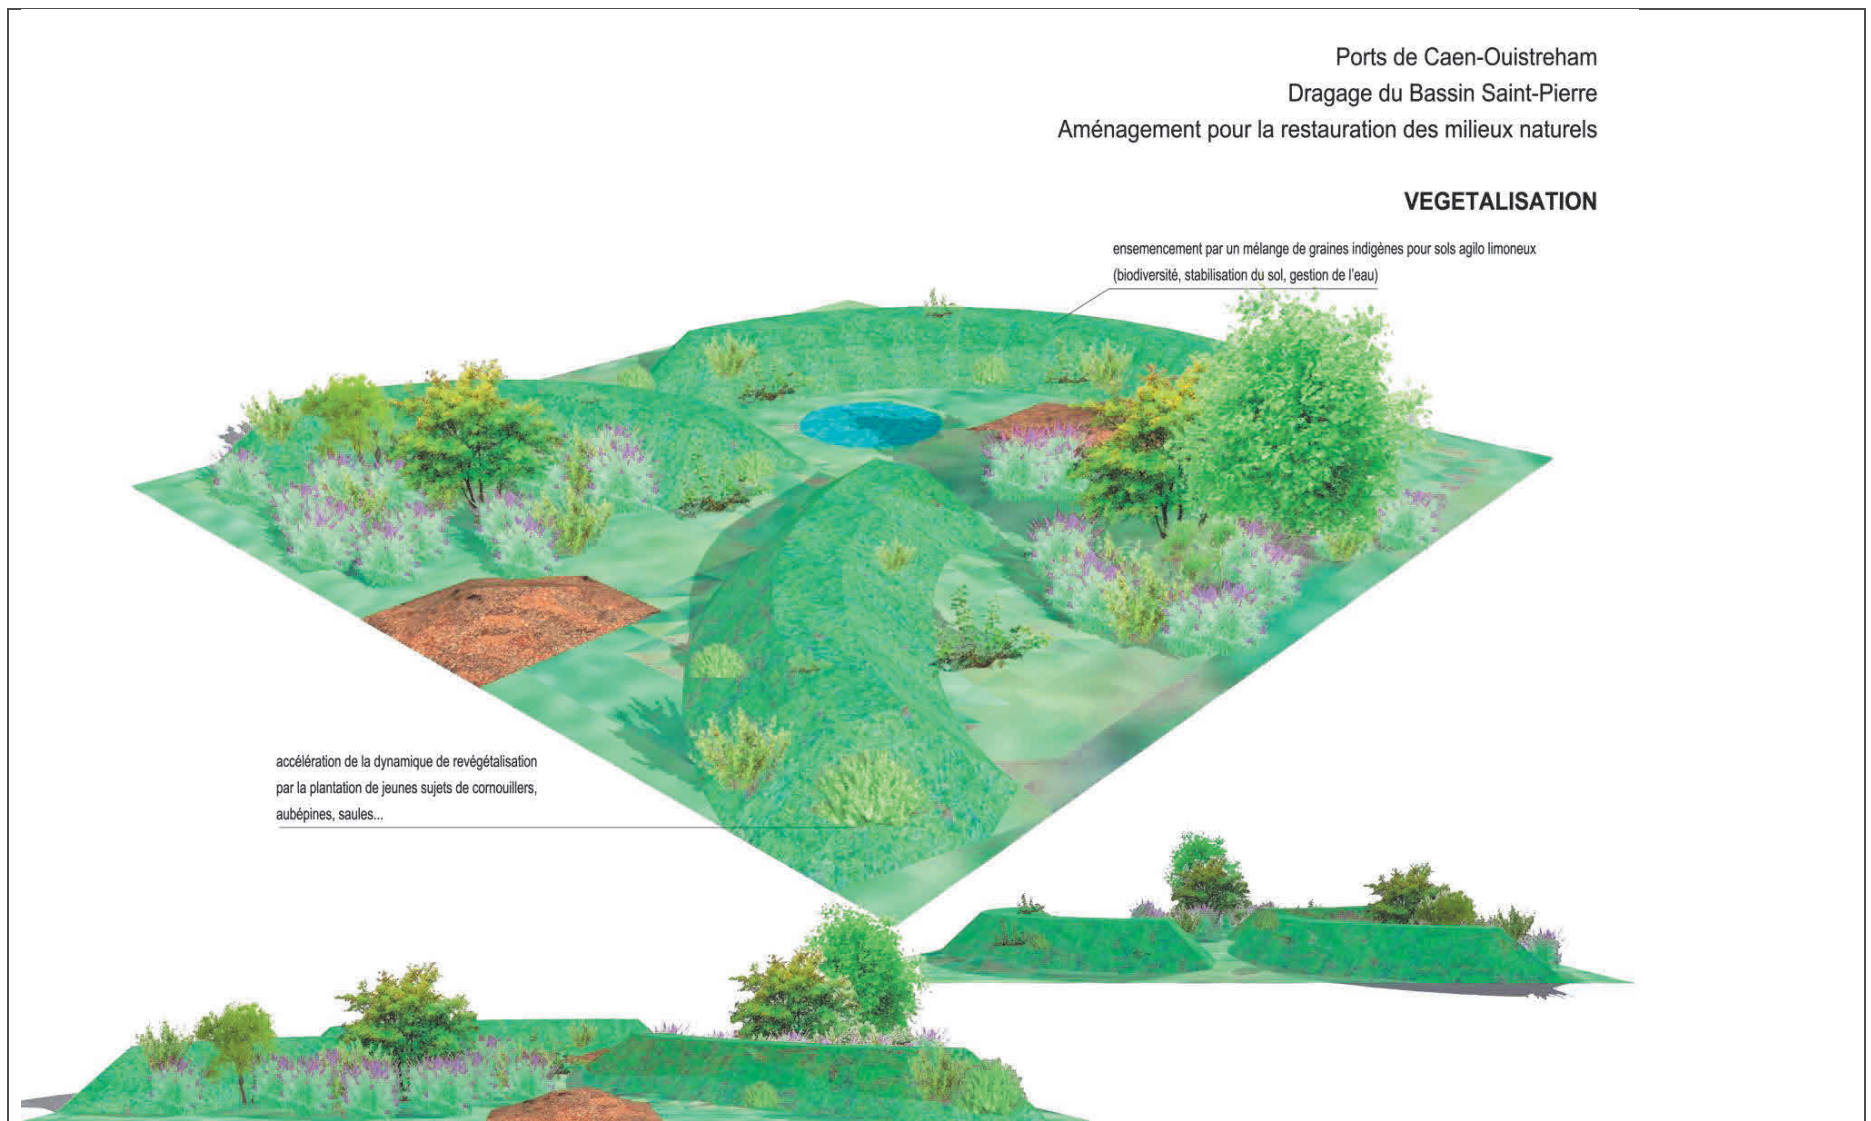 Ports de Caen-Ouistreham
Dragage du Bassin Saint-Pierre
Aménagement pour la restauration des milieux naturels
VEGETALISATION
ensemencement par un mélange de graines indigènes pour sols agilo limoneux
(biodiversité, stabilisation du sol, gestion de l'eau)
accélération de la dynamique de revégétalisation
par la plantation de jeunes sujets de cornouillers,
aubépines, saules...